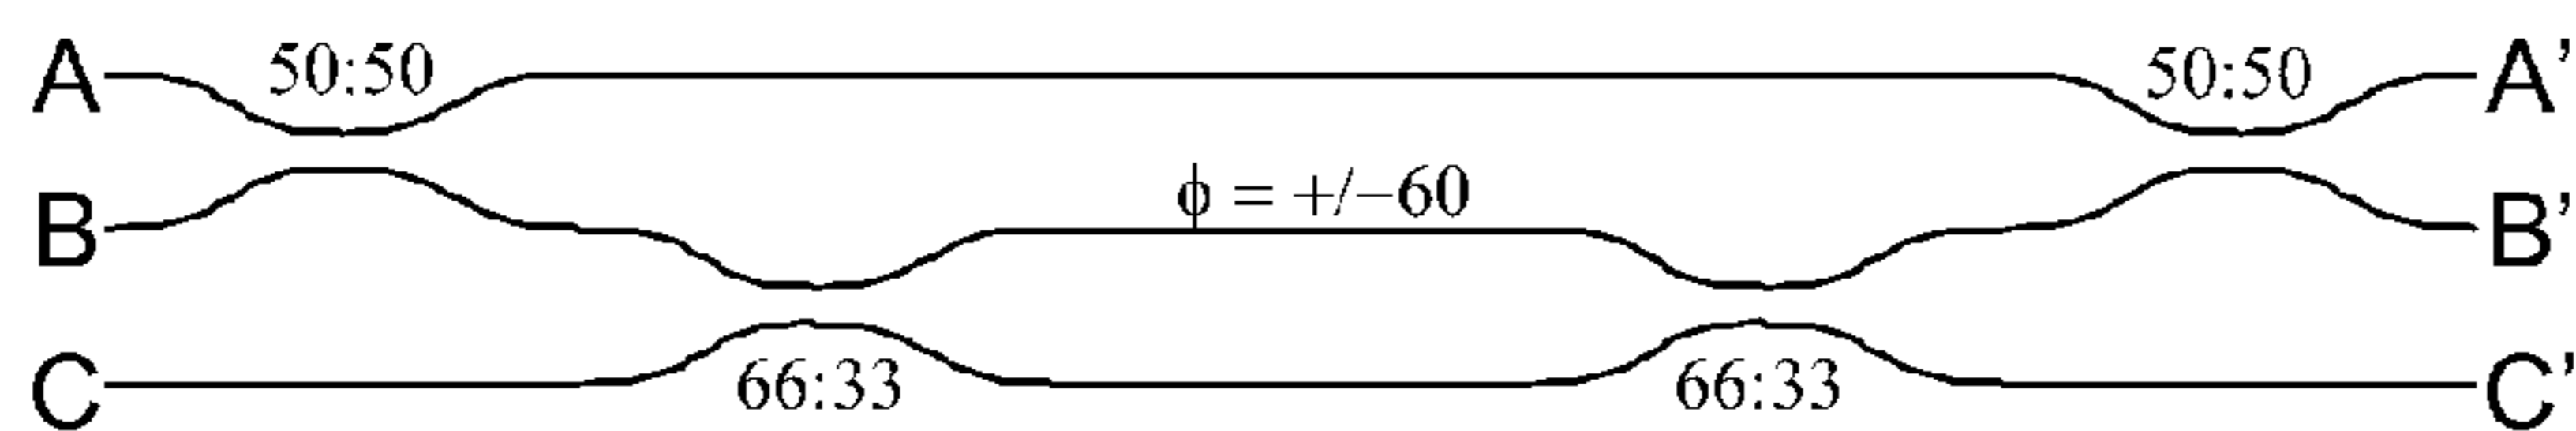 A 50:50 50:50 A’
B ϕ = +/−60 B’
C 66:33 66:33 C’